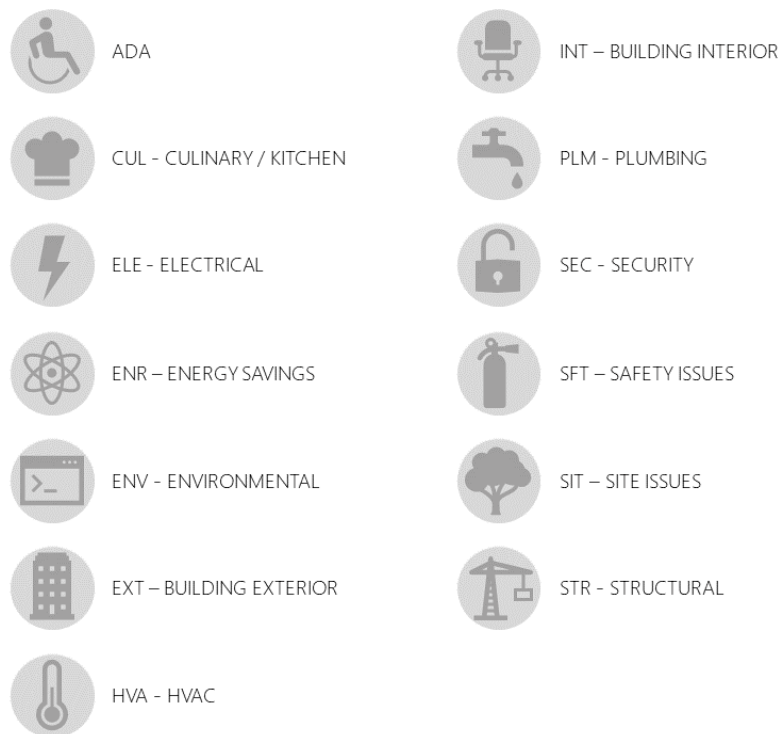 ADA
CUL - CULINARY / KITCHEN
ELE - ELECTRICAL
ENR – ENERGY SAVINGS
ENV - ENVIRONMENTAL
EXT – BUILDING EXTERIOR
HVA - HVAC
INT – BUILDING INTERIOR
PLM - PLUMBING
SEC - SECURITY
SFT – SAFETY ISSUES
SIT – SITE ISSUES
STR - STRUCTURAL